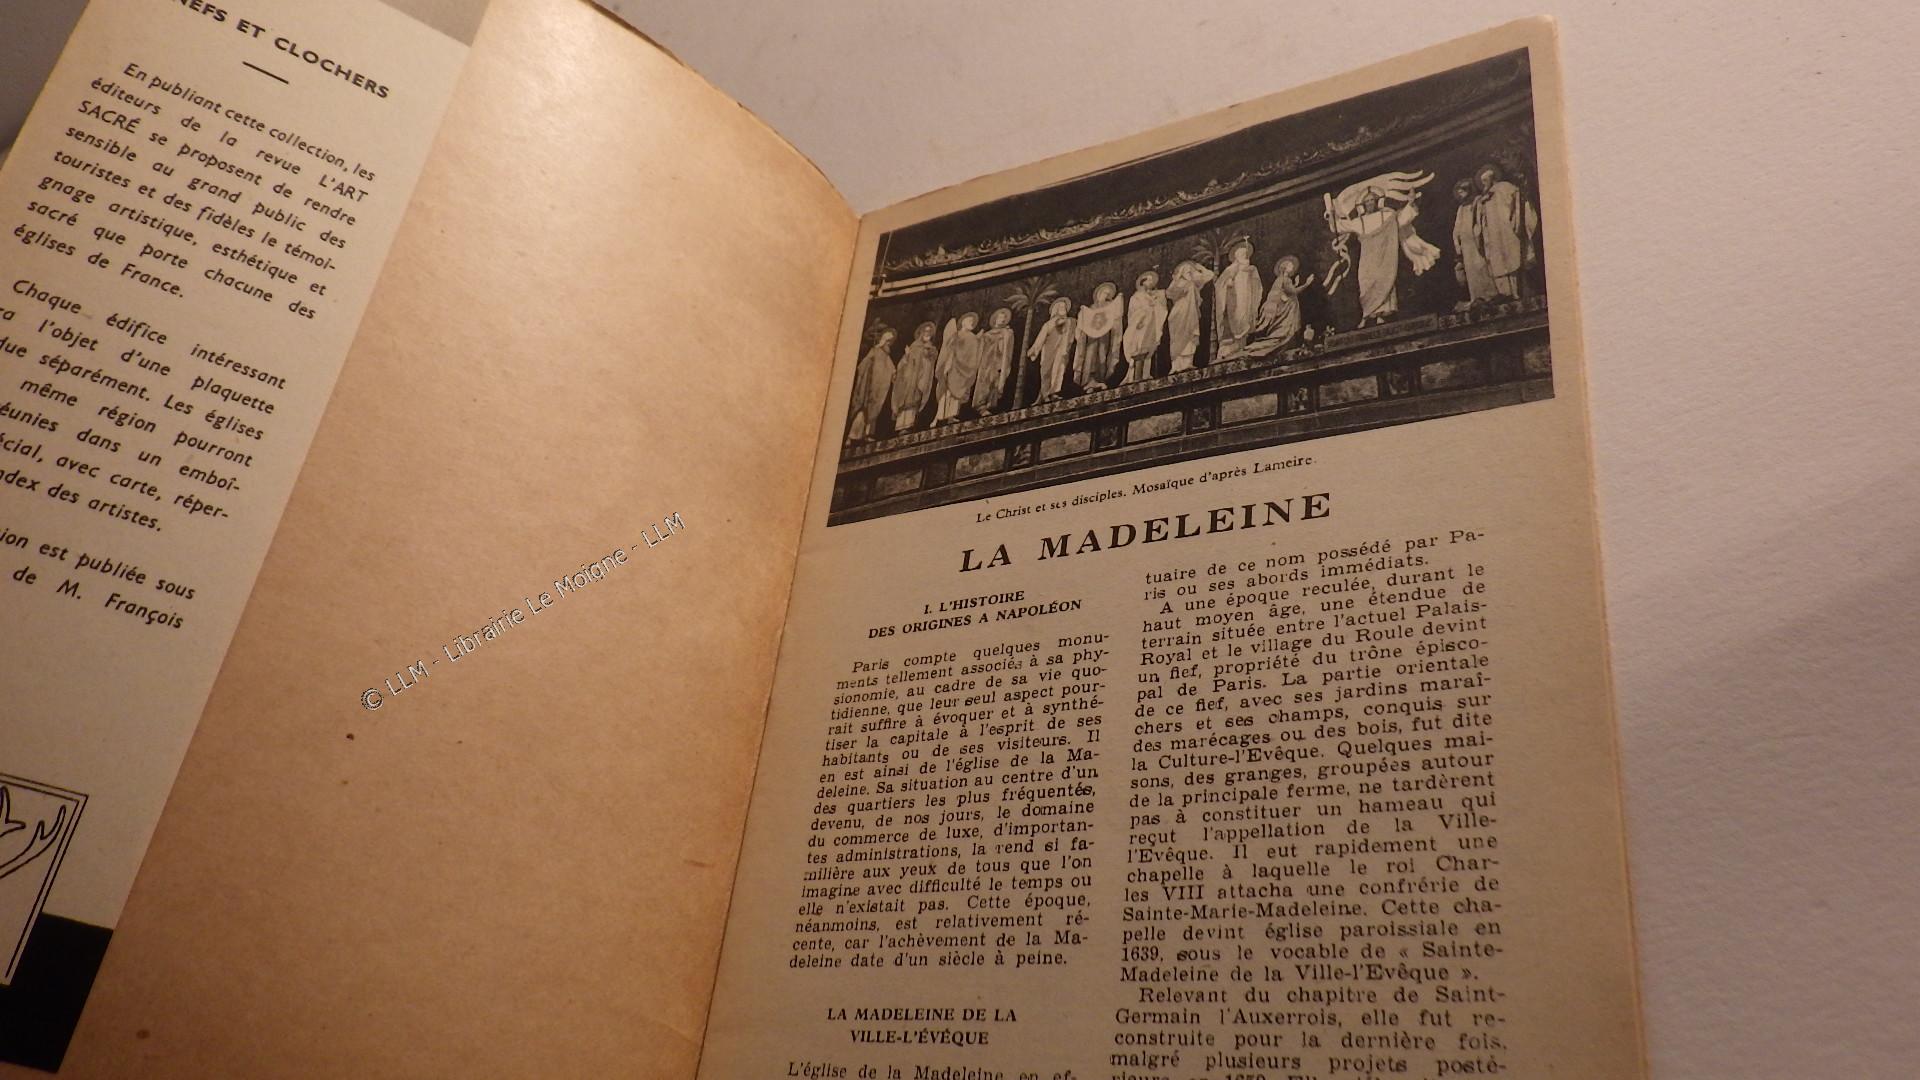 NEFS ET CLOCHERS
En publiant cette collection, les
éditeurs de la revue L'ART
SACRÉ se proposent de rendre
sensible au grand public des
touristes et des fidèles le témoi-
gnage artistique, esthétique et
sacré que porte chacune des
églises de France.
Chaque édifice intéressant
l'objet d'une plaquette
séparément. Les églises
même région pourront
réunies dans un emboî-
avec carte, réper-
index des artistes.
est publiée sous
de M. François
© LLM - Librairie Le Moigne - LLM
Le Christ et ses disciples. Mosaïque d'après Lameire.
LA MADELEINE
I. L'HISTOIRE
DES ORIGINES A NAPOLÉON
Paris compte quelques monu-
ments tellement associés à sa phy-
sionomie, au cadre de sa vie quo-
tidienne, que leur seul aspect pour-
rait suffire à évoquer et à synthé-
tiser la capitale à l'esprit de ses
habitants ou de ses visiteurs. Il
en est ainsi de l'église de la Ma-
deleine. Sa situation au centre d'un
des quartiers les plus fréquentés,
devenu, de nos jours, le domaine
du commerce de luxe, d'importan-
tes administrations, la rend si fa-
milière aux yeux de tous que l'on
imagine avec difficulté le temps ou
elle n'existait pas. Cette époque,
néanmoins, est relativement ré-
cente, car l'achèvement de la Ma-
deleine date d'un siècle à peine.
LA MADELEINE DE LA
VILLE-L'ÉVÊQUE
L'église de la Madeleine en ef-
tuaire de ce nom possédé par Pa-
ris ou ses abords immédiats.
A une époque reculée, durant le
haut moyen âge, une étendue de
terrain située entre l'actuel Palais-
Royal et le village du Roule devint
un fief, propriété du trône épisco-
pal de Paris. La partie orientale
de ce fief, avec ses jardins maraî-
chers et ses champs, conquis sur
des marécages ou des bois, fut dite
la Culture-l'Evêque. Quelques mai-
sons, des granges, groupées autour
de la principale ferme, ne tardèrent
pas à constituer un hameau qui
reçut l'appellation de la Ville-
l'Evêque. Il eut rapidement une
chapelle à laquelle le roi Char-
les VIII attacha une confrérie de
Sainte-Marie-Madeleine. Cette cha-
pelle devint église paroissiale en
1639, sous le vocable de « Sainte-
Madeleine de la Ville-l'Evêque ».
Relevant du chapitre de Saint-
Germain l'Auxerrois, elle fut re-
construite pour la dernière fois,
malgré plusieurs projets posté-